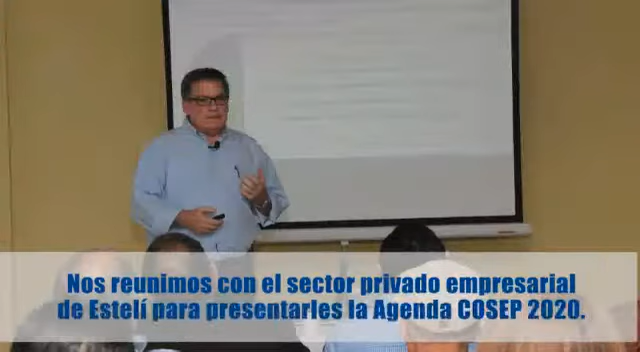 Nos reunimos con el sector privado empresarial
de Estelí para presentarles la Agenda COSEP 2020.